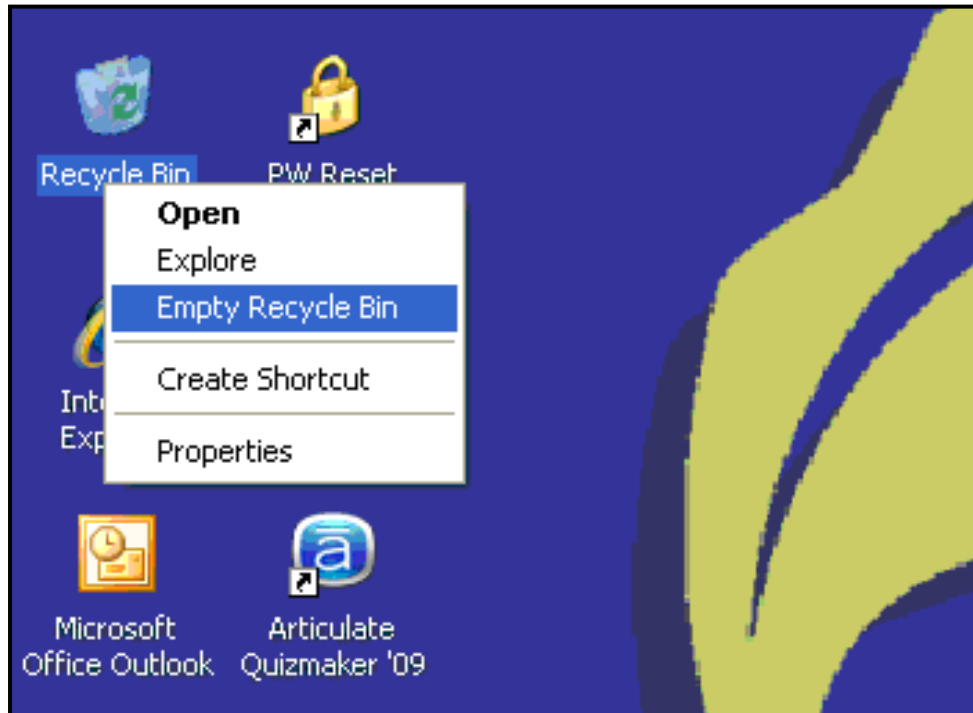 Recycle Bin
PW Reset
Open
Explore
Empty Recycle Bin
Create Shortcut
Properties
Microsoft
Office Outlook
Articulate
Quizmaker '09